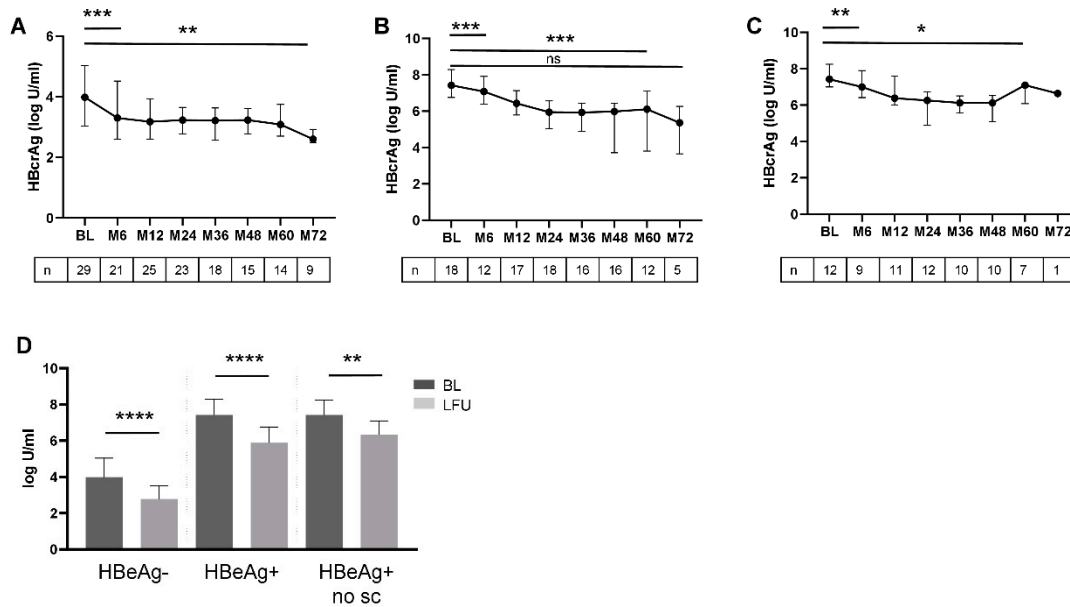 A
***
**
6
4
2
0
HBcrAg (log U/ml)
BL M6 M12 M24 M36 M48 M60 M72
n 29 21 25 23 18 15 14 9
B
***
***
ns
10
8
6
4
2
0
HBcrAg (log U/ml)
BL M6 M12 M24 M36 M48 M60 M72
n 18 12 17 18 16 16 12 5
C
**
*
10
8
6
4
2
0
HBcrAg (log U/ml)
BL M6 M12 M24 M36 M48 M60 M72
n 12 9 11 12 10 10 7 1
D
****
****
**
10
8
6
4
2
0
log U/ml
BL
LFU
HBeAg-
HBeAg+
HBeAg+
no sc